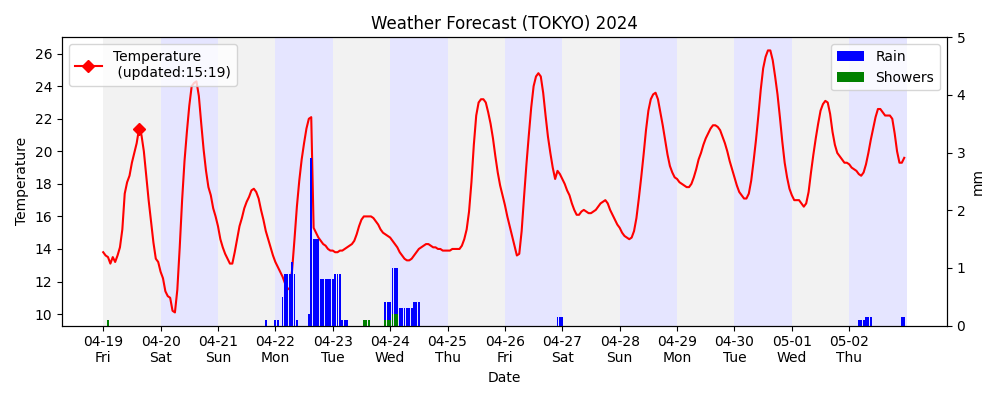 Weather Forecast (TOKYO) 2024
Temperature
(updated:15:19)
Rain
Showers
Temperature
26
24
22
20
18
16
14
12
10
5
4
3
2
1
0
mm
04-19 04-20 04-21 04-22 04-23 04-24 04-25 04-26 04-27 04-28 04-29 04-30 05-01 05-02
Fri Sat Sun Mon Tue Wed Thu Fri Sat Sun Mon Tue Wed Thu
Date